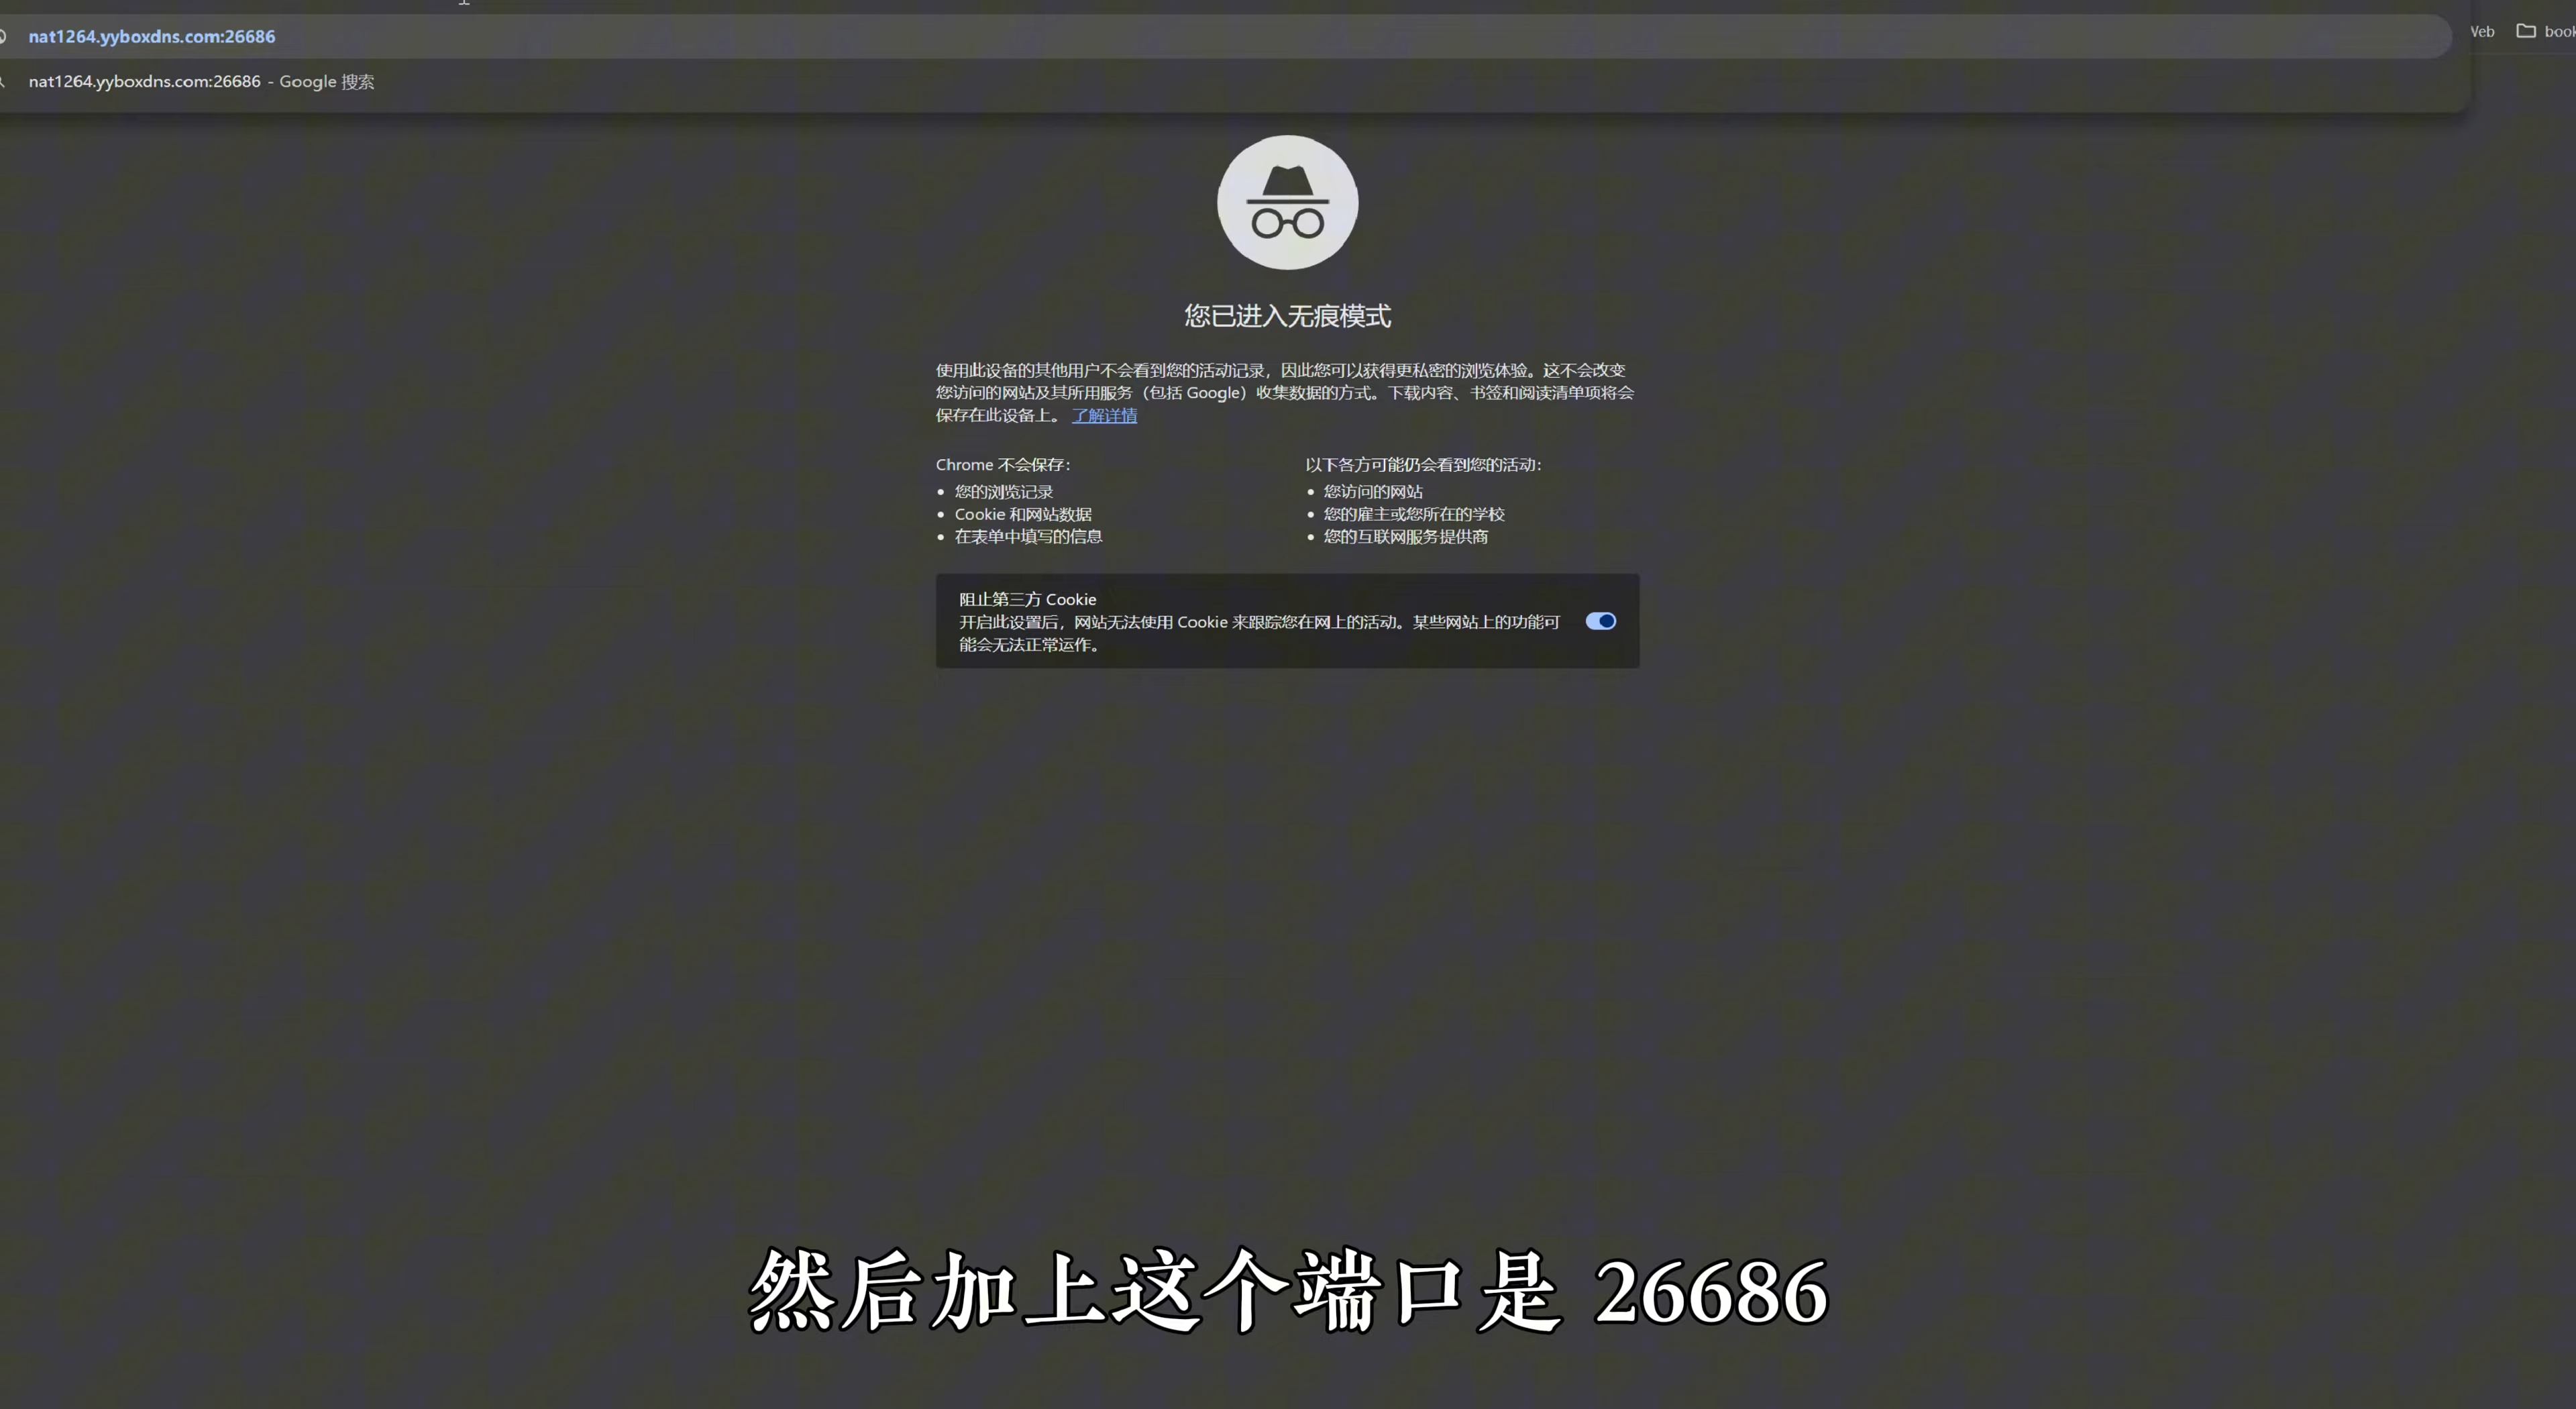 nat1264.yyboxdns.com:26686
nat1264.yyboxdns.com:26686 - Google 搜索
您已进入无痕模式
使用此设备的其他用户不会看到您的活动记录，因此您可以获得更私密的浏览体验。这不会改变
您访问的网站及其所用服务（包括 Google）收集数据的方式。下载内容、书签和阅读清单项将会
保存在此设备上。 了解详情
Chrome 不会保存：
• 您的浏览记录
• Cookie 和网站数据
• 在表单中填写的信息
以下各方可能仍会看到您的活动：
• 您访问的网站
• 您的雇主或您所在的学校
• 您的互联网服务提供商
阻止第三方 Cookie
开启此设置后，网站无法使用 Cookie 来跟踪您在网上的活动。某些网站上的功能可
能会无法正常运作。
然后加上这个端口是 26686